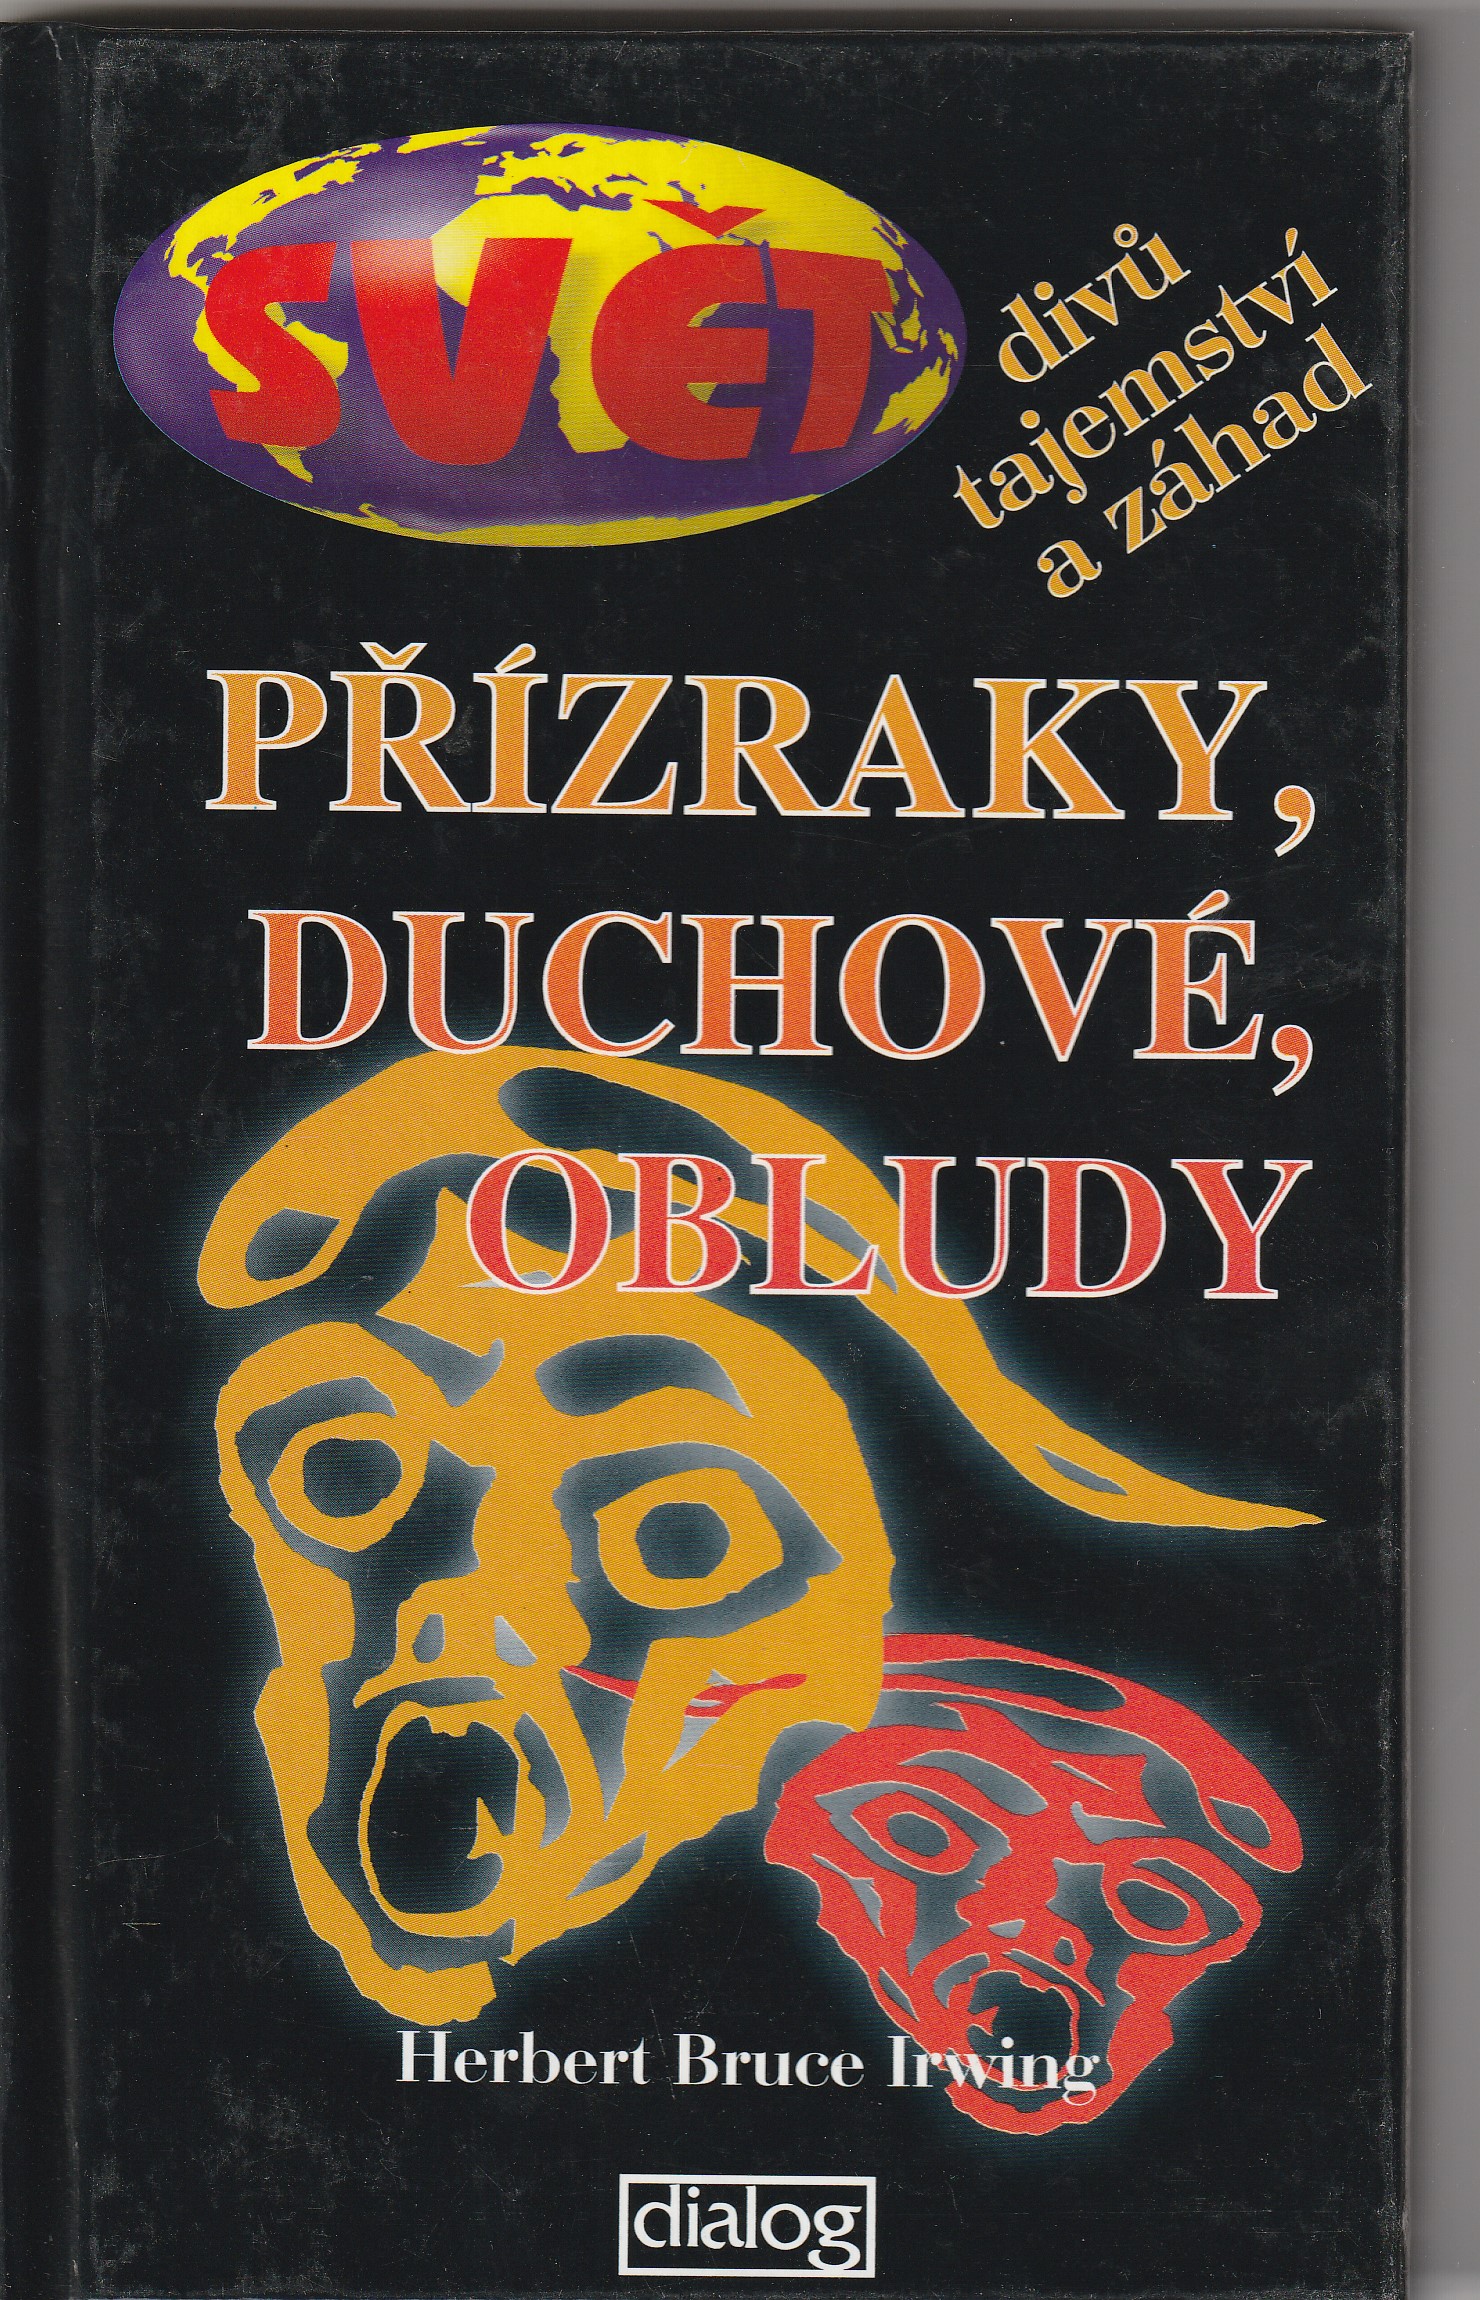 SVĚT
divů
tajemství
a záhad
PŘÍZRAKY,
DUCHOVÉ,
OBLUDY
Herbert Bruce Irwing
dialog